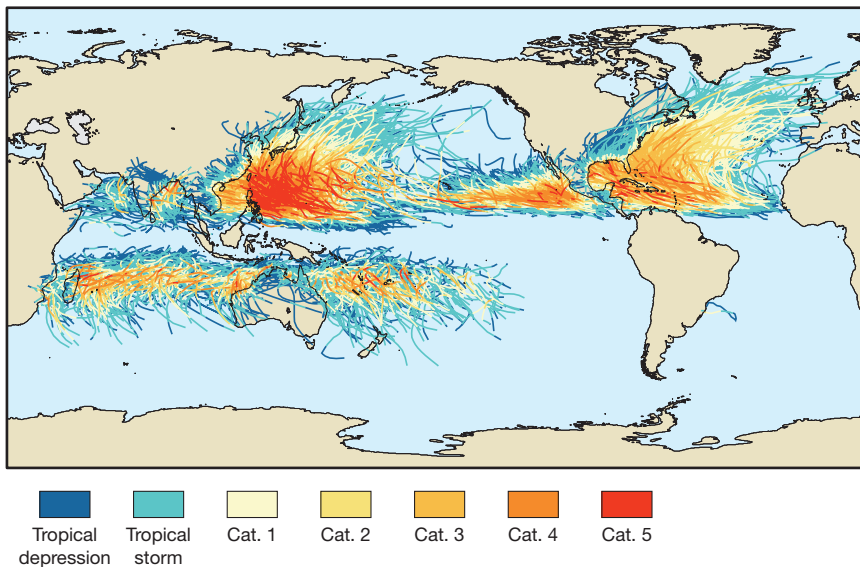 Tropical
depression
Tropical
storm
Cat. 1
Cat. 2
Cat. 3
Cat. 4
Cat. 5